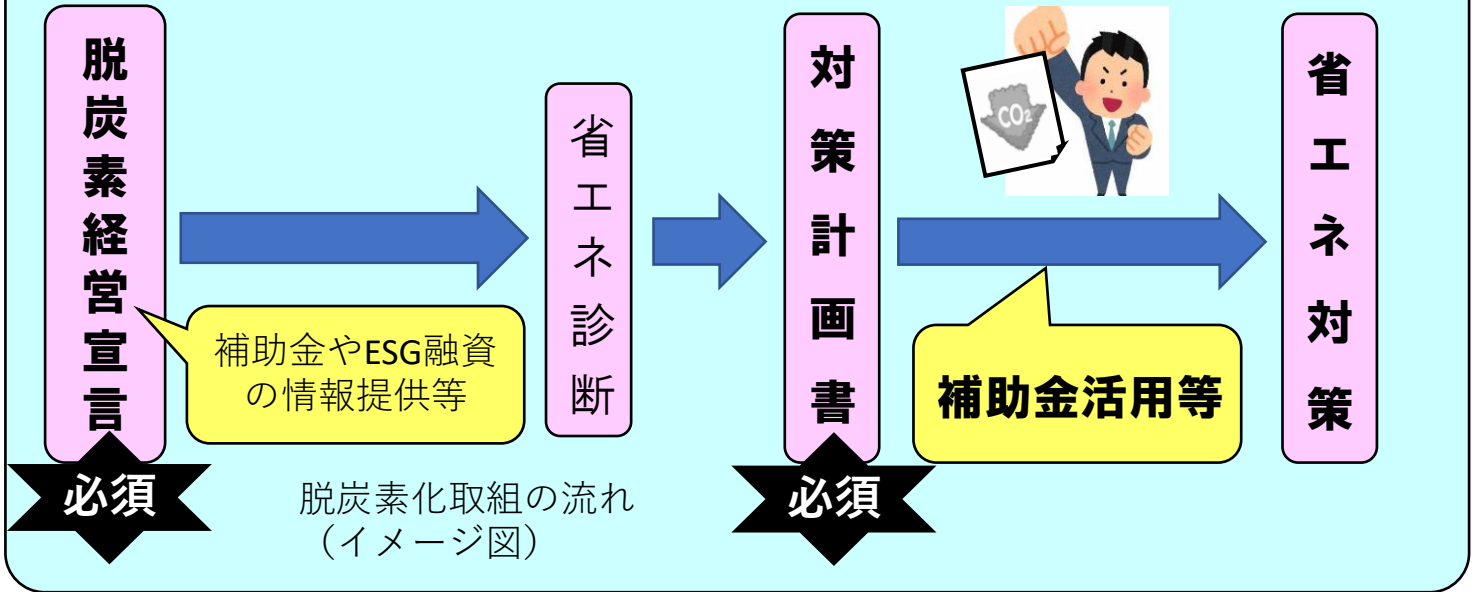 脱炭素経営宣言
必須
補助金やESG融資
の情報提供等
省エネ診断
対策計画書
必須
CO2
補助金活用等
省エネ対策
脱炭素化取組の流れ
（イメージ図）